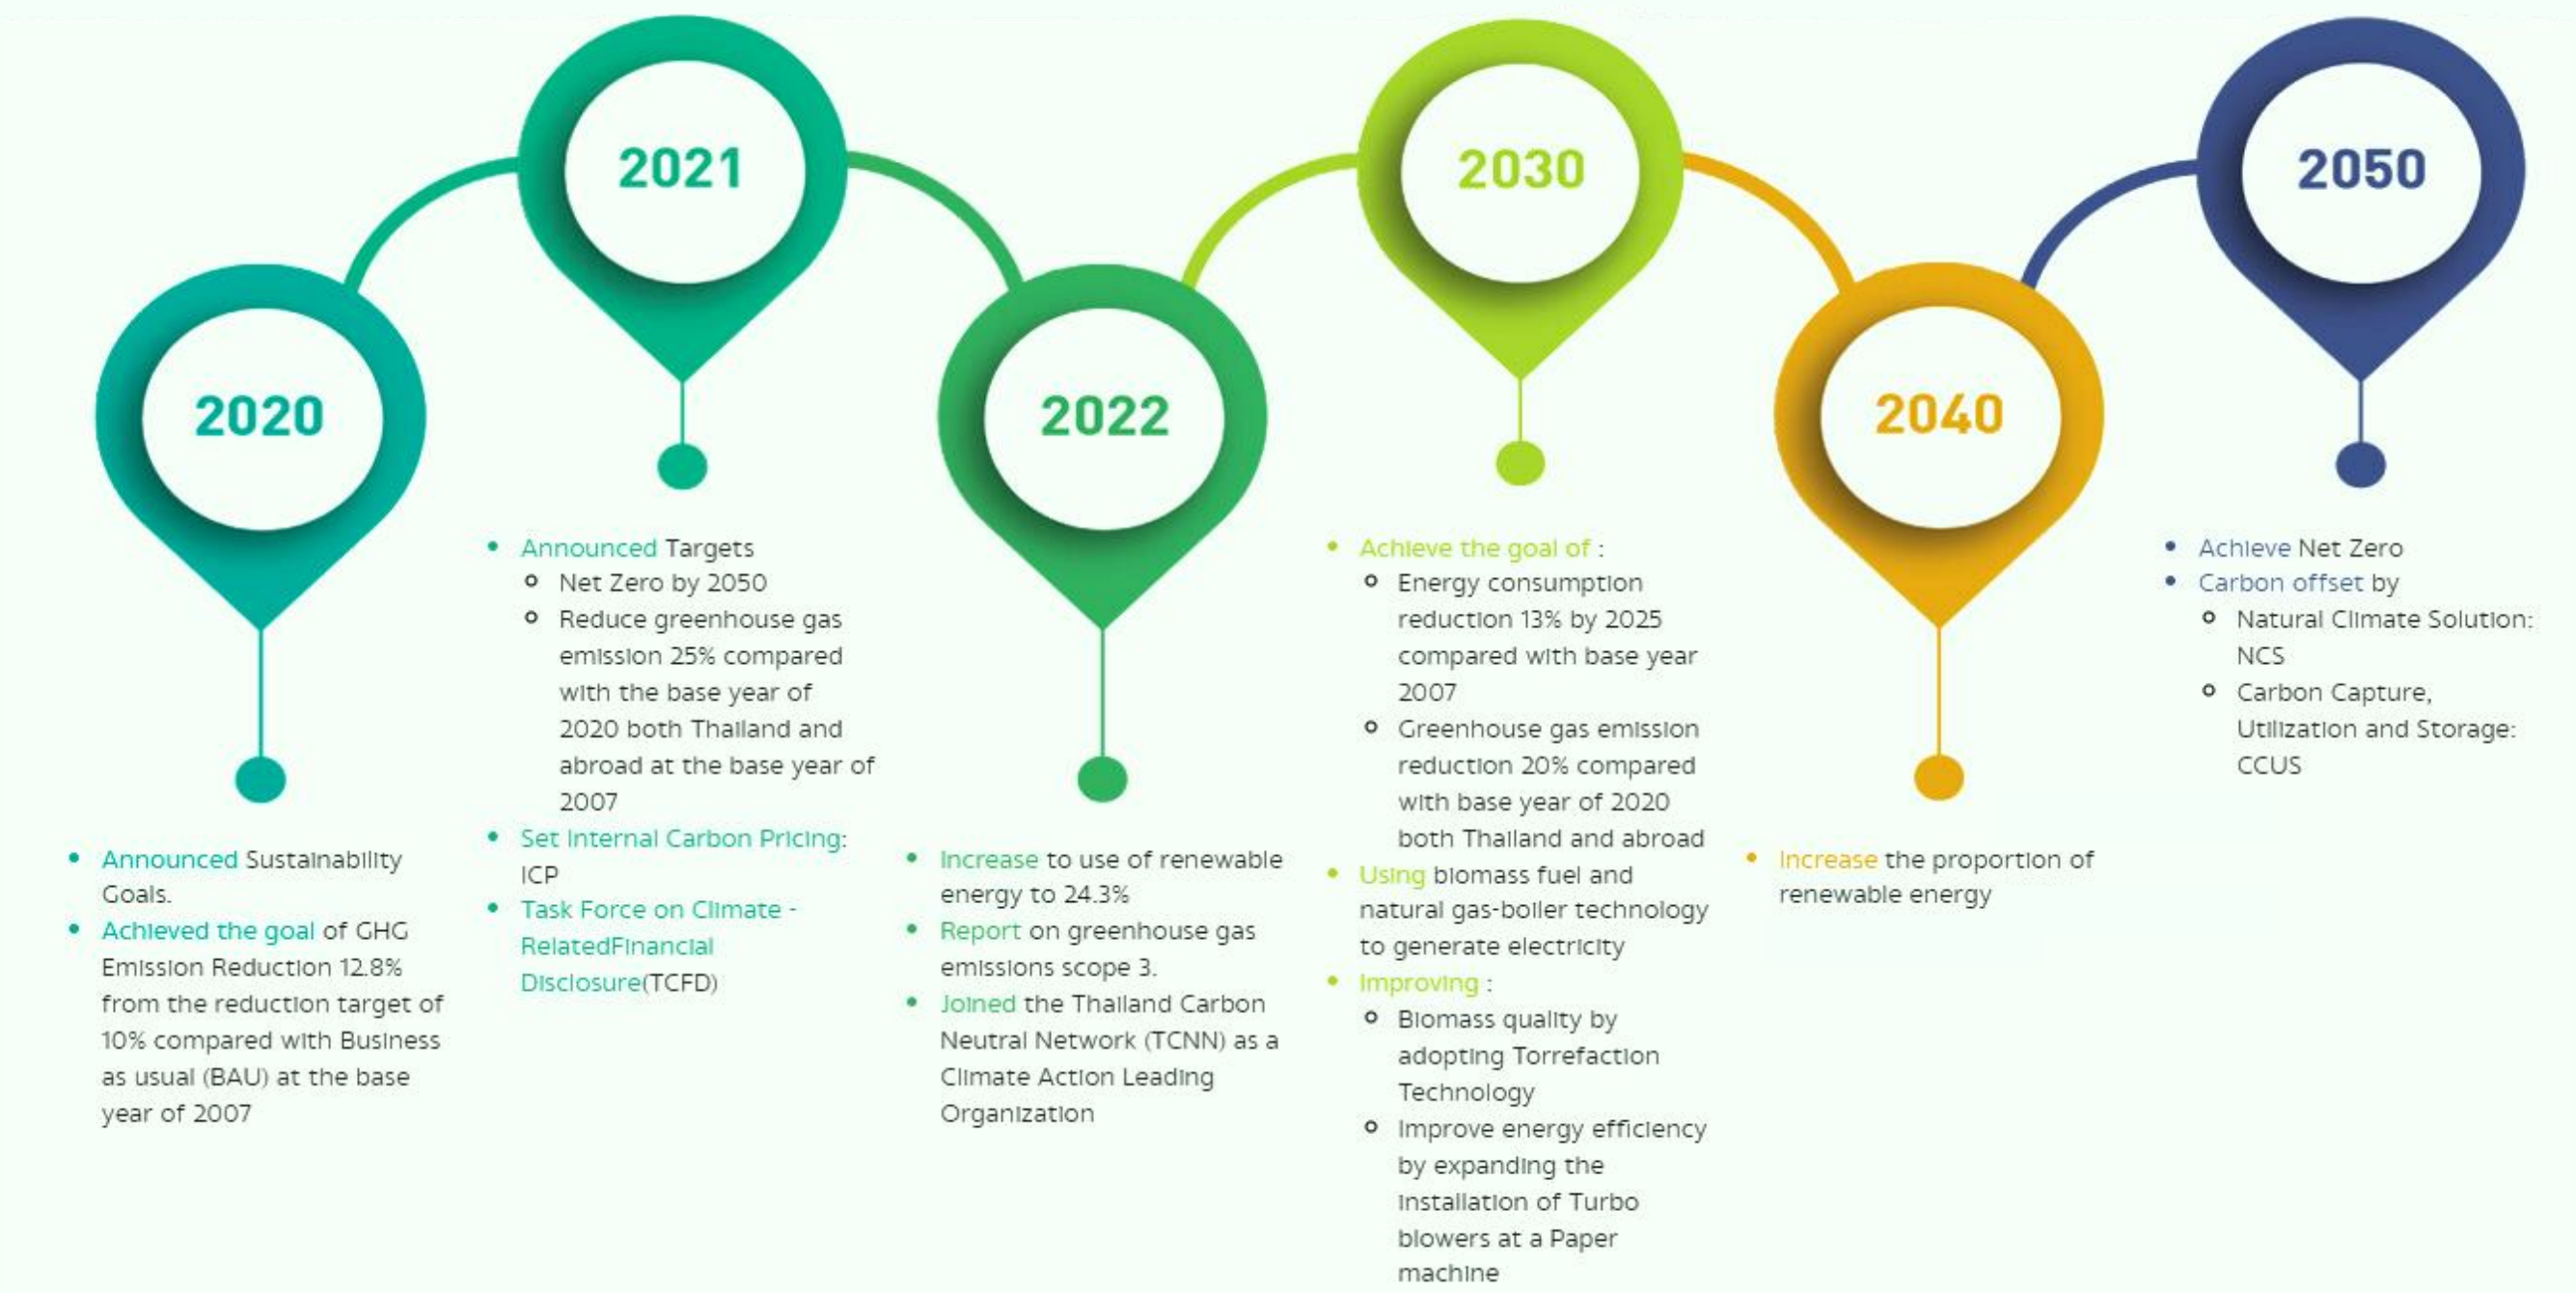 2020
• Announced Sustainability
Goals.
• Achieved the goal of GHG
Emission Reduction 12.8%
from the reduction target of
10% compared with Business
as usual (BAU) at the base
year of 2007
2021
• Announced Targets
Net Zero by 2050
Reduce greenhouse gas
emission 25% compared
with the base year of
2020 both Thailand and
abroad at the base year of
2007
• Set Internal Carbon Pricing:
ICP
• Task Force on Climate -
RelatedFinancial
Disclosure(TCFD)
2022
• Increase to use of renewable
energy to 24.3%
• Report on greenhouse gas
emissions scope 3.
• Joined the Thailand Carbon
Neutral Network (TCNN) as a
Climate Action Leading
Organization
2030
• Achieve the goal of :
Energy consumption
reduction 13% by 2025
compared with base year
2007
Greenhouse gas emission
reduction 20% compared
with base year of 2020
both Thailand and abroad
• Using biomass fuel and
natural gas-boiler technology
to generate electricity
• Improving :
Biomass quality by
adopting Torrefaction
Technology
Improve energy efficiency
by expanding the
installation of Turbo
blowers at a Paper
machine
2040
• Increase the proportion of
renewable energy
2050
• Achieve Net Zero
• Carbon offset by
Natural Climate Solution:
NCS
Carbon Capture,
Utilization and Storage:
CCUS